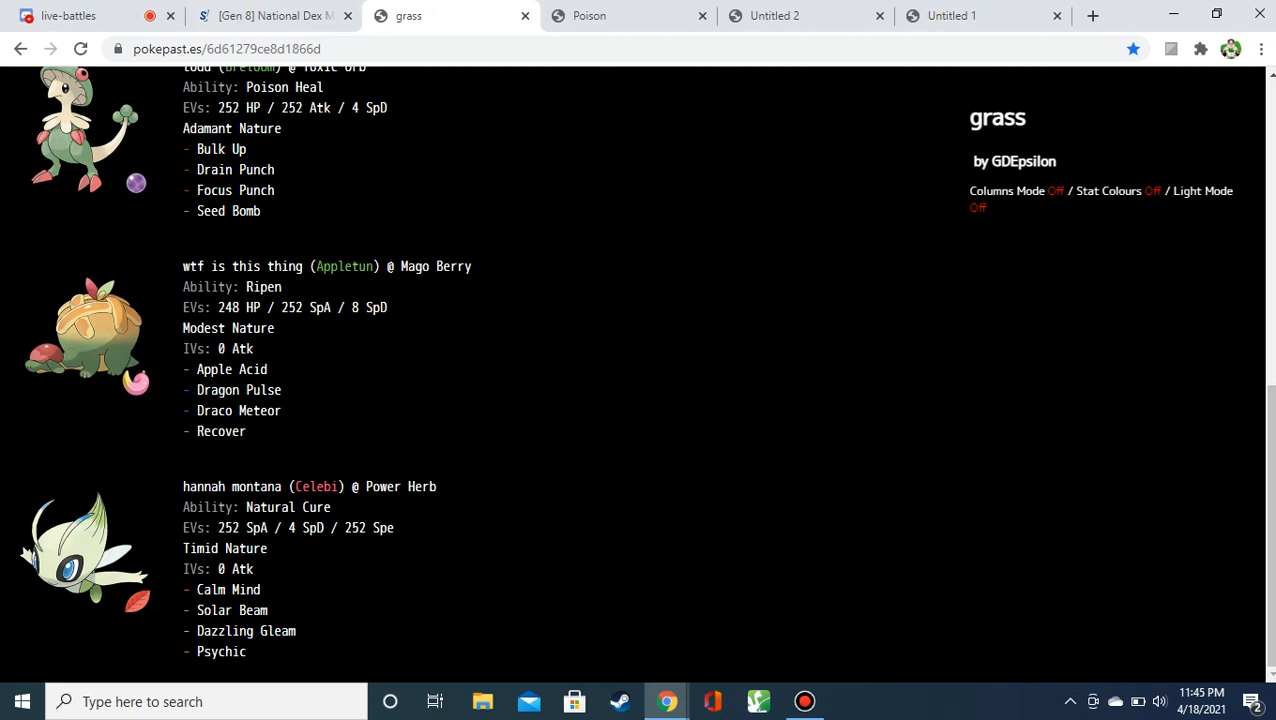 live-battles
[Gen 8] National Dex M
grass
Poison
Untitled 2
Untitled 1
pokepast.es/6d61279ce8d1866d
todd (Breloom) @ Toxic Orb
Ability: Poison Heal
EVs: 252 HP / 252 Atk / 4 SpD
Adamant Nature
- Bulk Up
- Drain Punch
- Focus Punch
- Seed Bomb
wtf is this thing (Appletun) @ Mago Berry
Ability: Ripen
EVs: 248 HP / 252 SpA / 8 SpD
Modest Nature
IVs: 0 Atk
- Apple Acid
- Dragon Pulse
- Draco Meteor
- Recover
hannah montana (Celebi) @ Power Herb
Ability: Natural Cure
EVs: 252 SpA / 4 SpD / 252 Spe
Timid Nature
IVs: 0 Atk
- Calm Mind
- Solar Beam
- Dazzling Gleam
- Psychic
grass
by GDEpsilon
Columns Mode Off / Stat Colours Off / Light Mode
Off
Type here to search
11:45 PM
4/18/2021
2